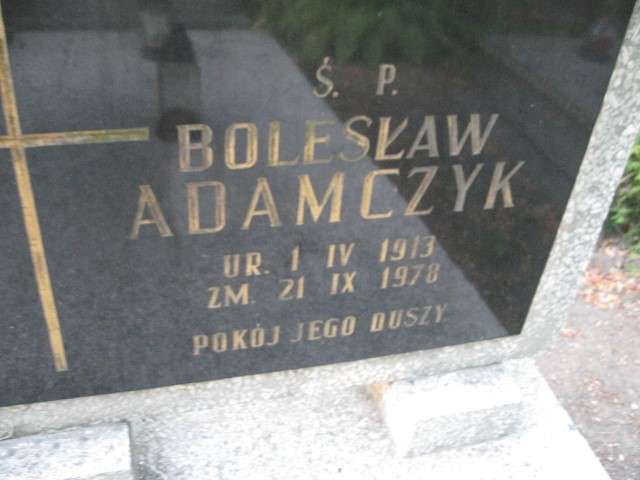 Ś. P.
BOLESŁAW
ADAMCZYK
UR. 1 IV 1913
ZM. 21 IX 1978
POKÓJ JEGO DUSZY